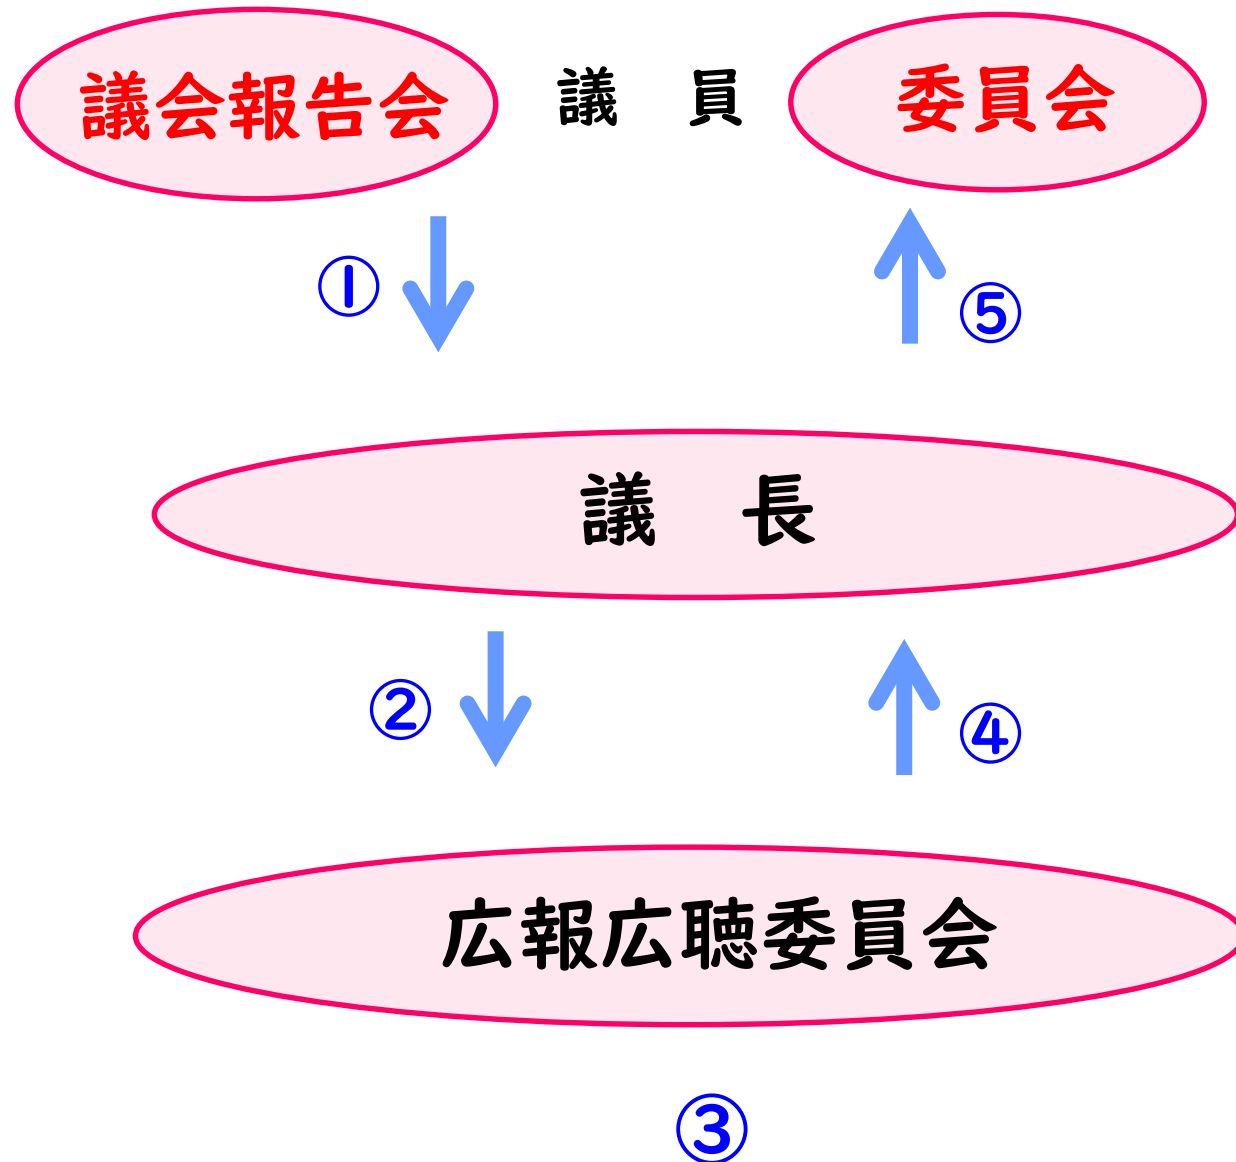 議会報告会　議　員　委員会
①　⑤
議　長
②　④
広報広聴委員会
③